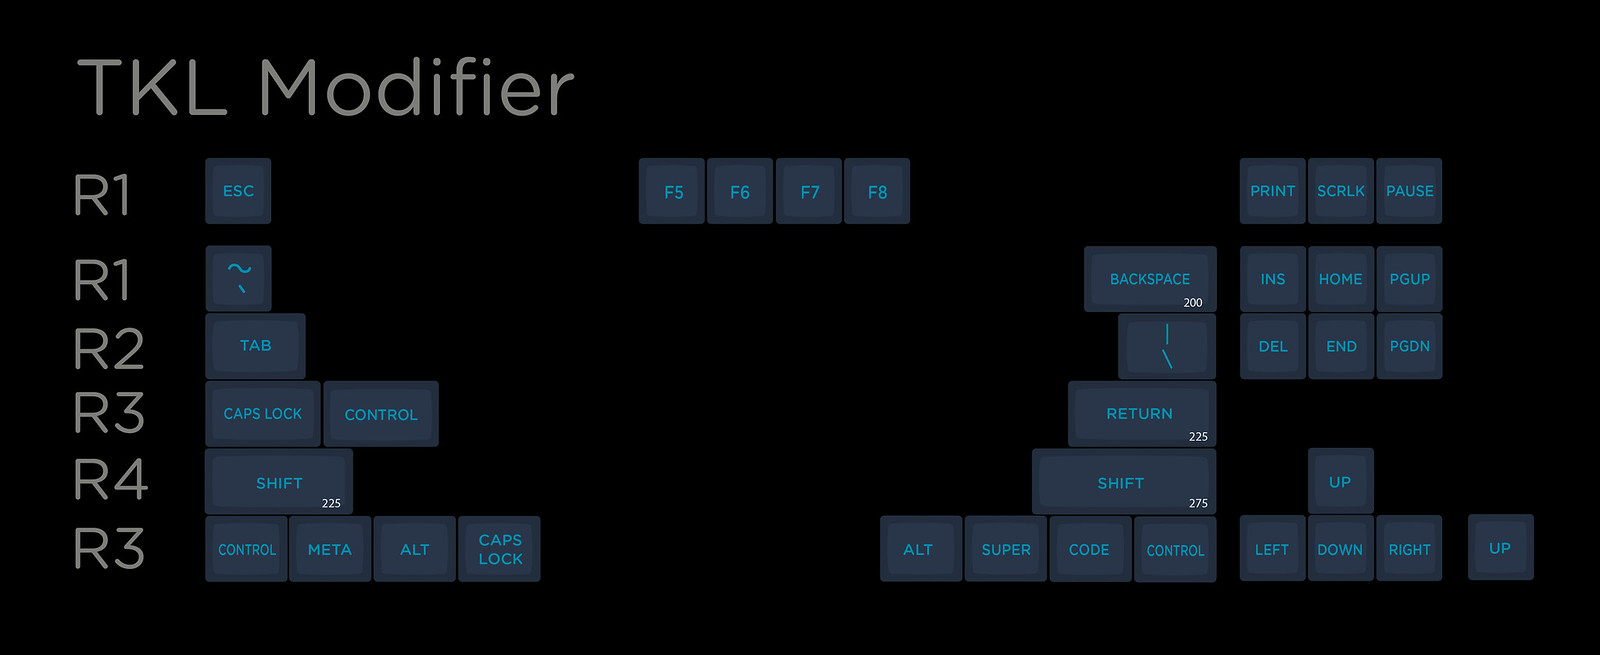 TKL Modifier
R1 ESC F5 F6 F7 F8 PRINT SCRLK PAUSE
R1 ~ ` BACKSPACE 200 INS HOME PGUP
R2 TAB | \ DEL END PGDN
R3 CAPS LOCK CONTROL RETURN 225
R4 SHIFT 225 SHIFT 275 UP
R3 CONTROL META ALT CAPS LOCK ALT SUPER CODE CONTROL LEFT DOWN RIGHT UP